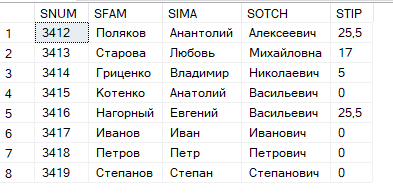 SNUM SFAM SIMA SOTCH STIP
1 3412 Поляков Анантолий Алексеевич 25,5
2 3413 Старова Любовь Михайловна 17
3 3414 Гриценко Владимир Николаевич 5
4 3415 Котенко Анатолий Васильевич 0
5 3416 Нагорный Евгений Васильевич 25,5
6 3417 Иванов Иван Иванович 0
7 3418 Петров Петр Петрович 0
8 3419 Степанов Степан Степанович 0